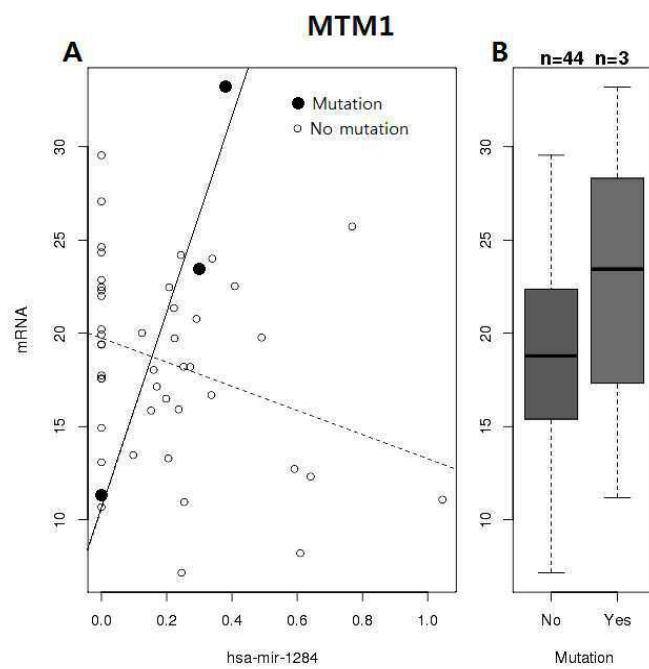 MTM1
A
B
n=44 n=3
Mutation
No mutation
mRNA
30
25
20
15
10
0.0 0.2 0.4 0.6 0.8 1.0
hsa-mir-1284
30
25
20
15
10
No Yes
Mutation